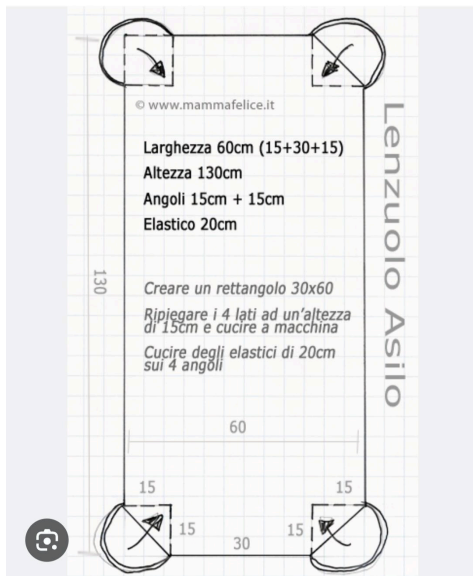 © www.mammafelice.it
Larghezza 60cm (15+30+15)
Altezza 130cm
Angoli 15cm + 15cm
Elastico 20cm
Lenzuolo Asilo
130
Creare un rettangolo 30x60
Ripiegare i 4 lati ad un'altezza
di 15cm e cucire a macchina
Cucire degli elastici di 20cm
sui 4 angoli
60
15
15
15
15
30